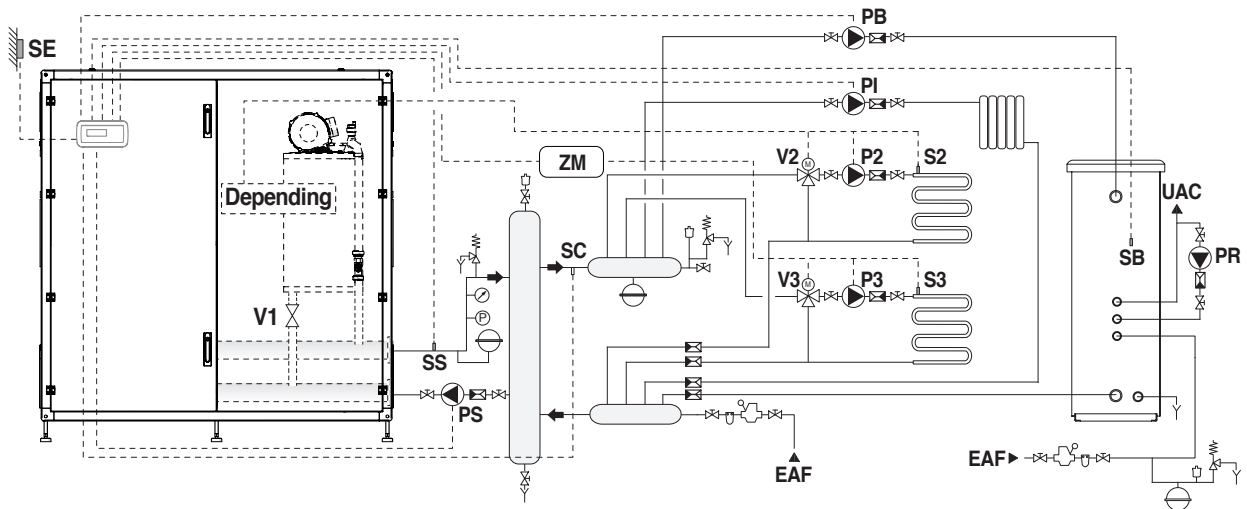 PB
SE
PI
ZM
V2
M
P2
S2
Depending
UAC
SC
SB
PR
V3
M
P3
S3
V1
P
SS
PS
EAF
EAF